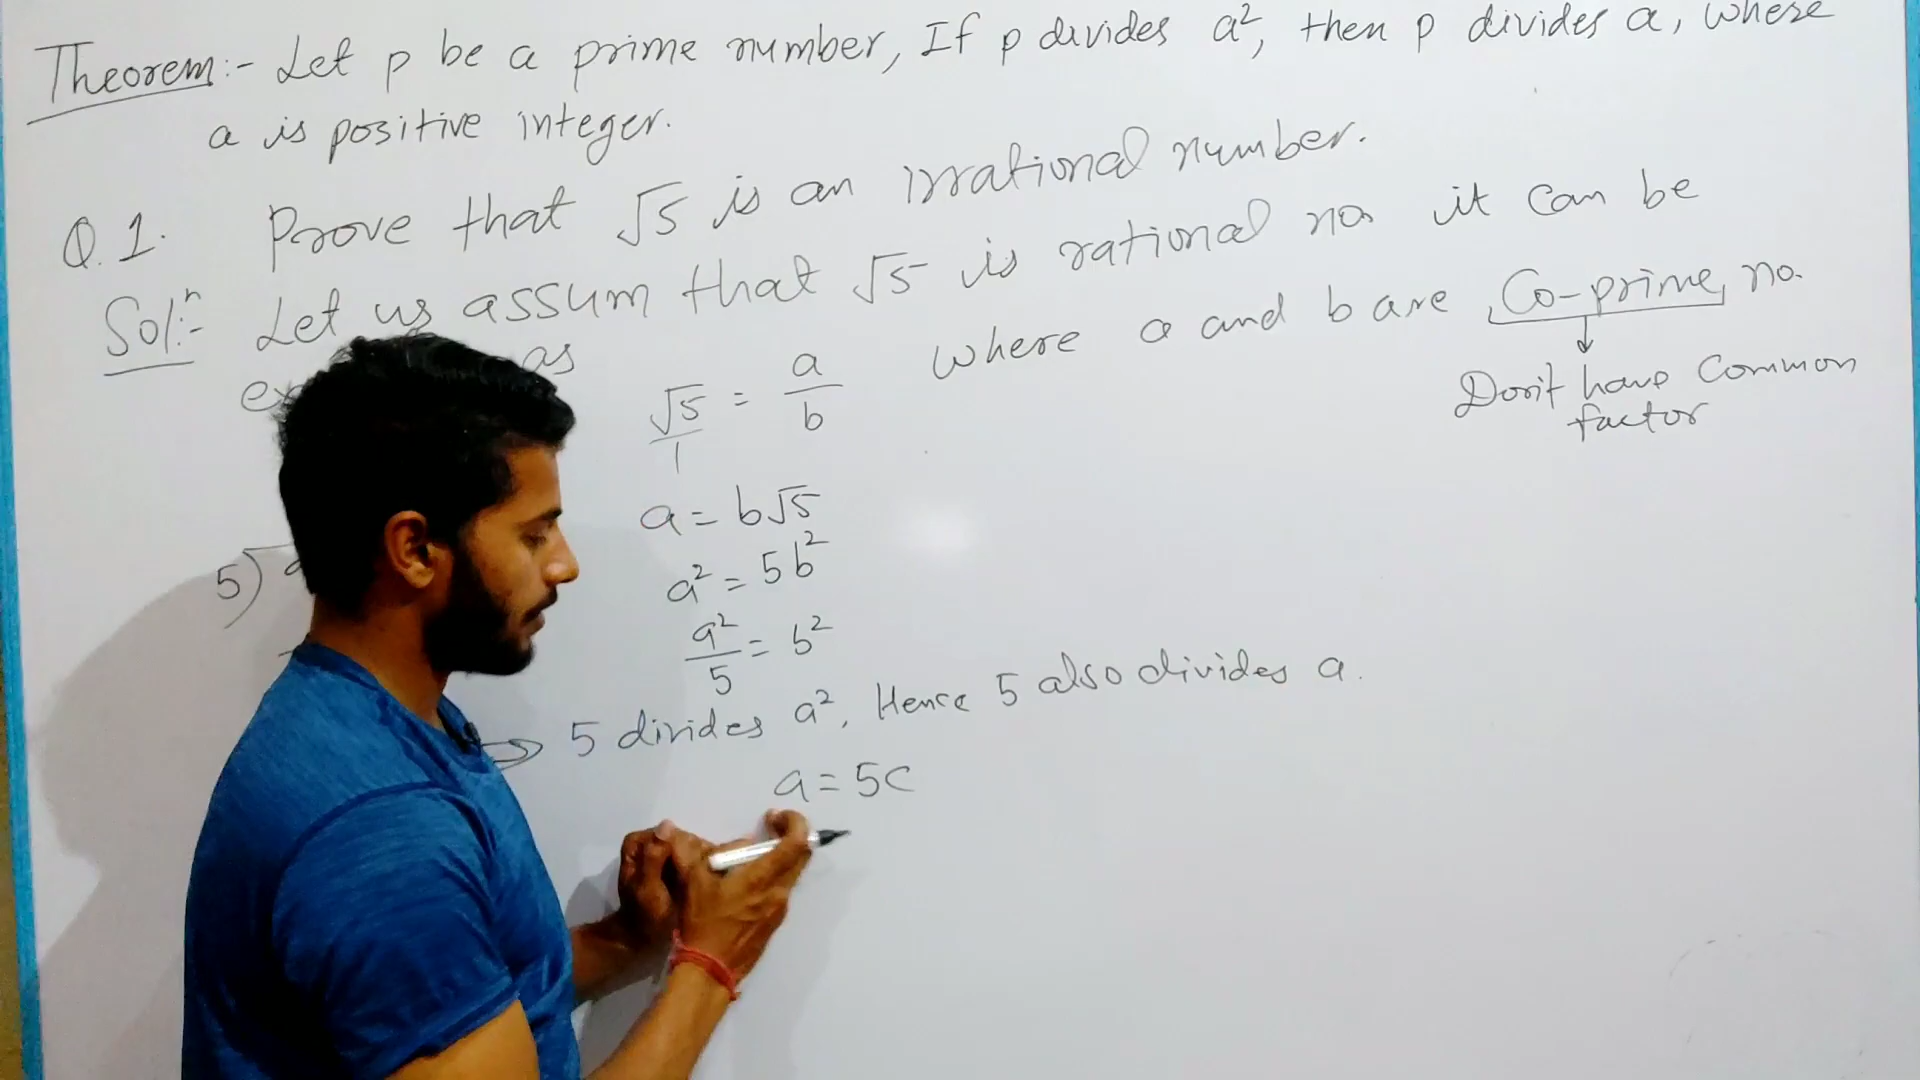 Theorem:- Let p be a prime number, If p divides a², then p divides a, where
a is positive integer.
Q.1. Prove that √5 is an irrational number.
Solⁿ:- Let us assum that √5 is rational no. it can be
as
√5/1 = a/b where a and b are Co-prime no.
Don't have Common
factor
a = b√5
a² = 5b²
5)
a²/5 = b²
5 divides a², Hence 5 also divides a.
a = 5c